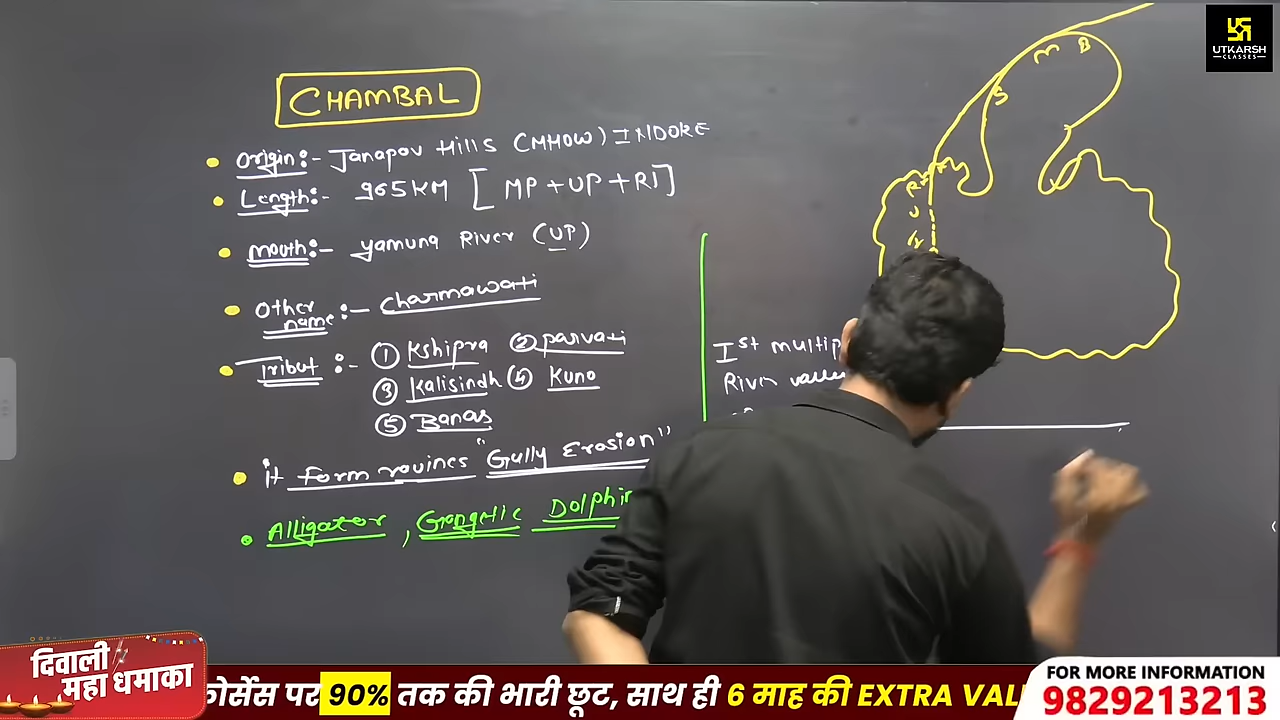 CHAMBAL
• Origin:- Janapov Hills (MHOW) INDORE
• Length:- 965KM [MP + UP + RJ]
• Mouth:- Yamuna River (UP)
• Other name:- Charmawati
• Tribut:- ① Kshipra ② Parvati
③ Kalisindh ④ Kuno
⑤ Banas
• it form ravines "Gully Erosion"
• Alligator, Gangetic Dolphin
Ist multip
River valle
S M B
UTKARSH
CLASSES
दिवाली
महा धमाका
कोर्सेस पर 90% तक की भारी छूट, साथ ही 6 माह की EXTRA VAL
FOR MORE INFORMATION
9829213213